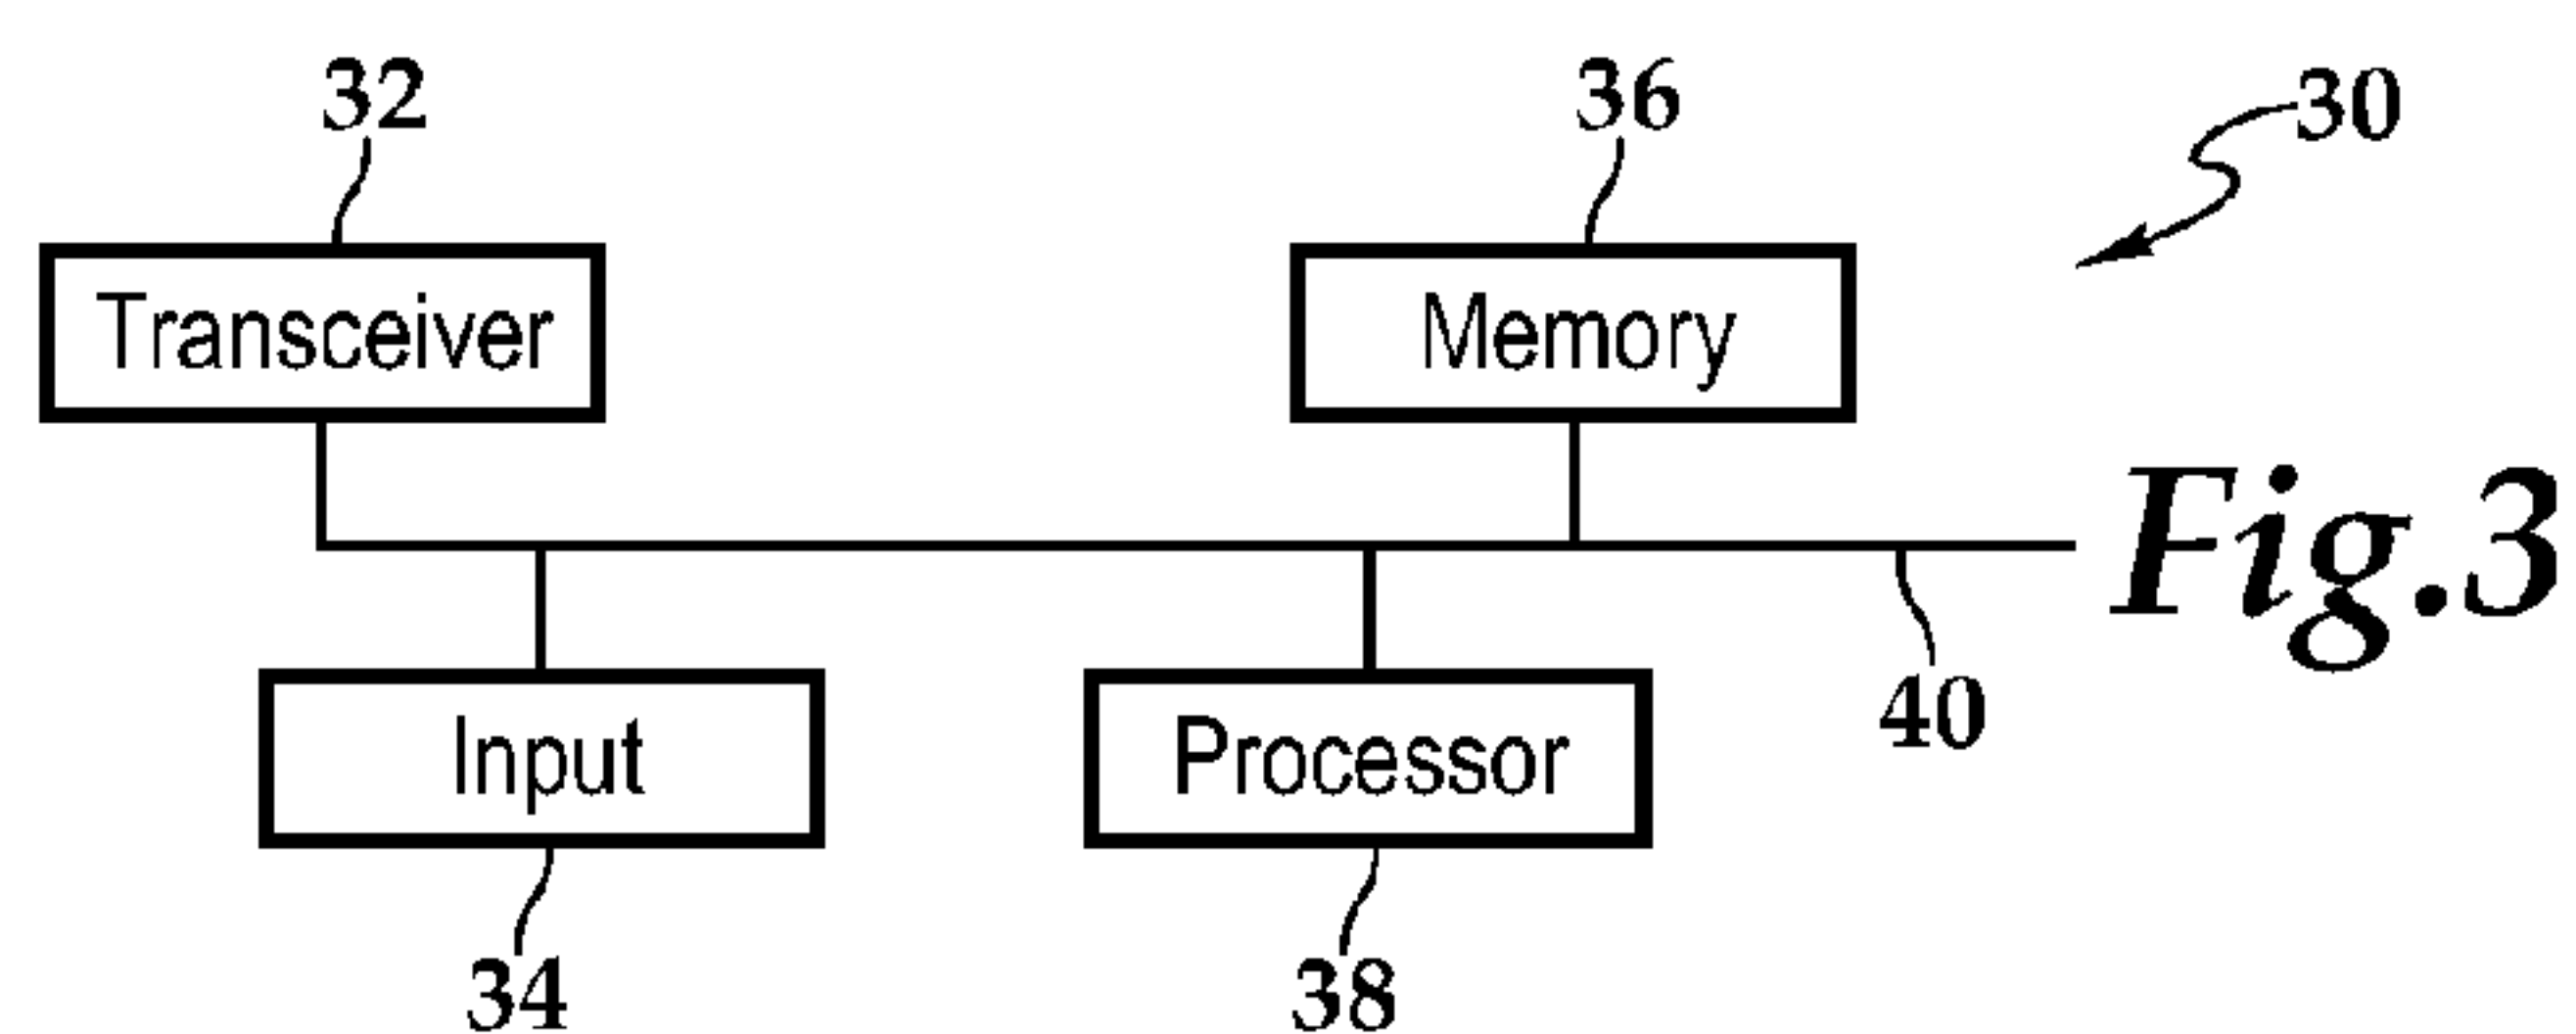 32
36
30
Transceiver
Memory
Fig.3
Input
Processor
40
34
38